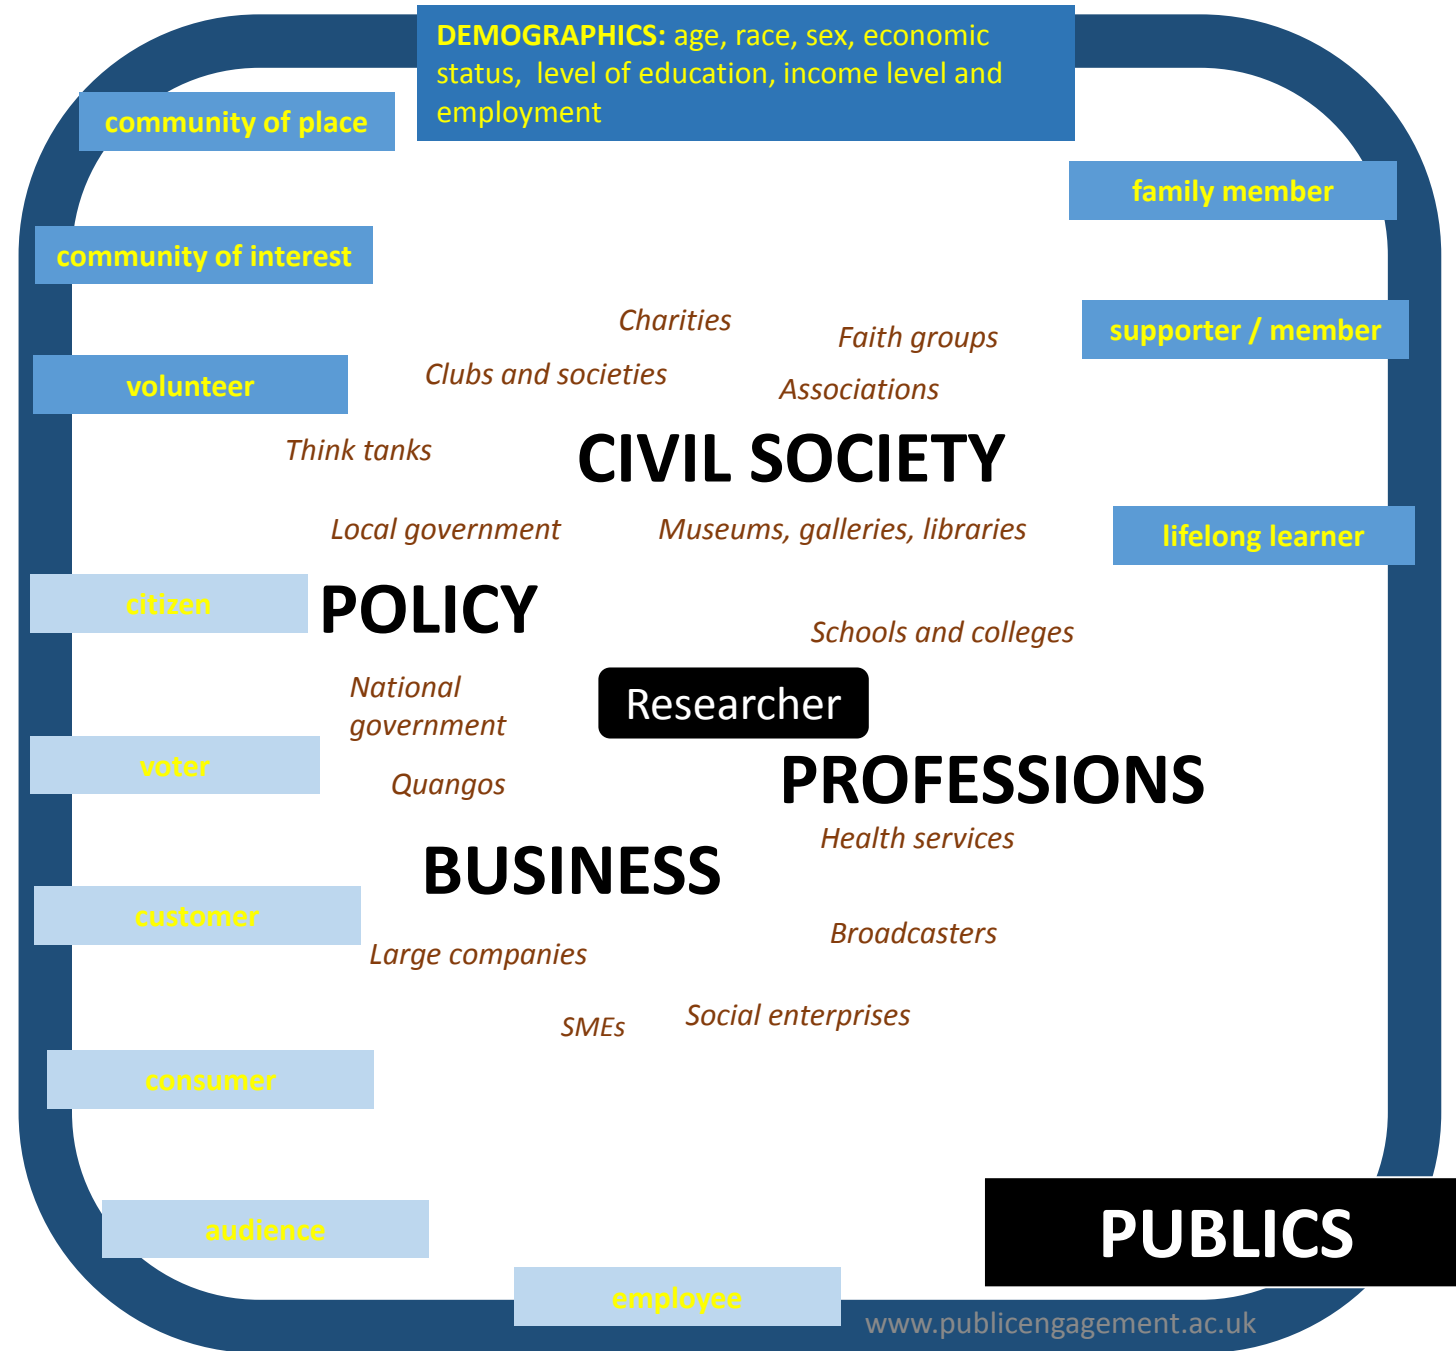 DEMOGRAPHICS: age, race, sex, economic
status, level of education, income level and
employment
community of place
family member
community of interest
Charities
Faith groups
supporter / member
Clubs and societies
Associations
volunteer
Think tanks
CIVIL SOCIETY
Local government
Museums, galleries, libraries
lifelong learner
citizen
POLICY
Schools and colleges
National
government
Researcher
voter
Quangos
PROFESSIONS
Health services
BUSINESS
customer
Broadcasters
Large companies
Social enterprises
SMEs
consumer
audience
PUBLICS
employee
www.publicengagement.ac.uk